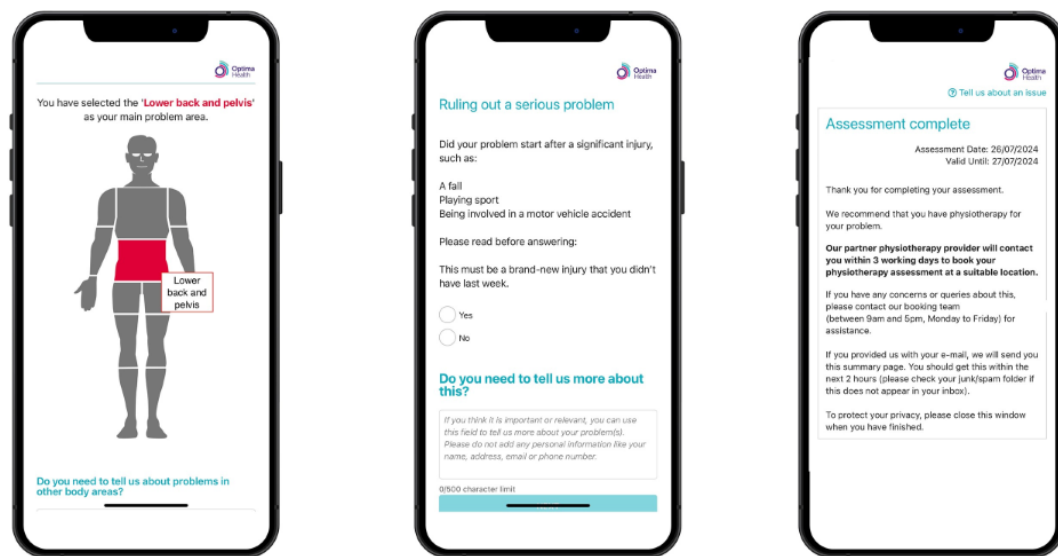 Optima
Health
You have selected the 'Lower back and pelvis'
as your main problem area.
Lower
back and
pelvis
Do you need to tell us about problems in
other body areas?
Optima
Health
Ruling out a serious problem
Did your problem start after a significant injury,
such as:
A fall
Playing sport
Being involved in a motor vehicle accident
Please read before answering:
This must be a brand-new injury that you didn't
have last week.
Yes
No
Do you need to tell us more about
this?
If you think it is important or relevant, you can use
this field to tell us more about your problem(s).
Please do not add any personal information like your
name, address, email or phone number.
0/500 character limit
Optima
Health
? Tell us about an issue
Assessment complete
Assessment Date: 26/07/2024
Valid Until: 27/07/2024
Thank you for completing your assessment.
We recommend that you have physiotherapy for
your problem.
Our partner physiotherapy provider will contact
you within 3 working days to book your
physiotherapy assessment at a suitable location.
If you have any concerns or queries about this,
please contact our booking team
(between 9am and 5pm, Monday to Friday) for
assistance.
If you provided us with your e-mail, we will send you
this summary page. You should get this within the
next 2 hours (please check your junk/spam folder if
this does not appear in your inbox).
To protect your privacy, please close this window
when you have finished.